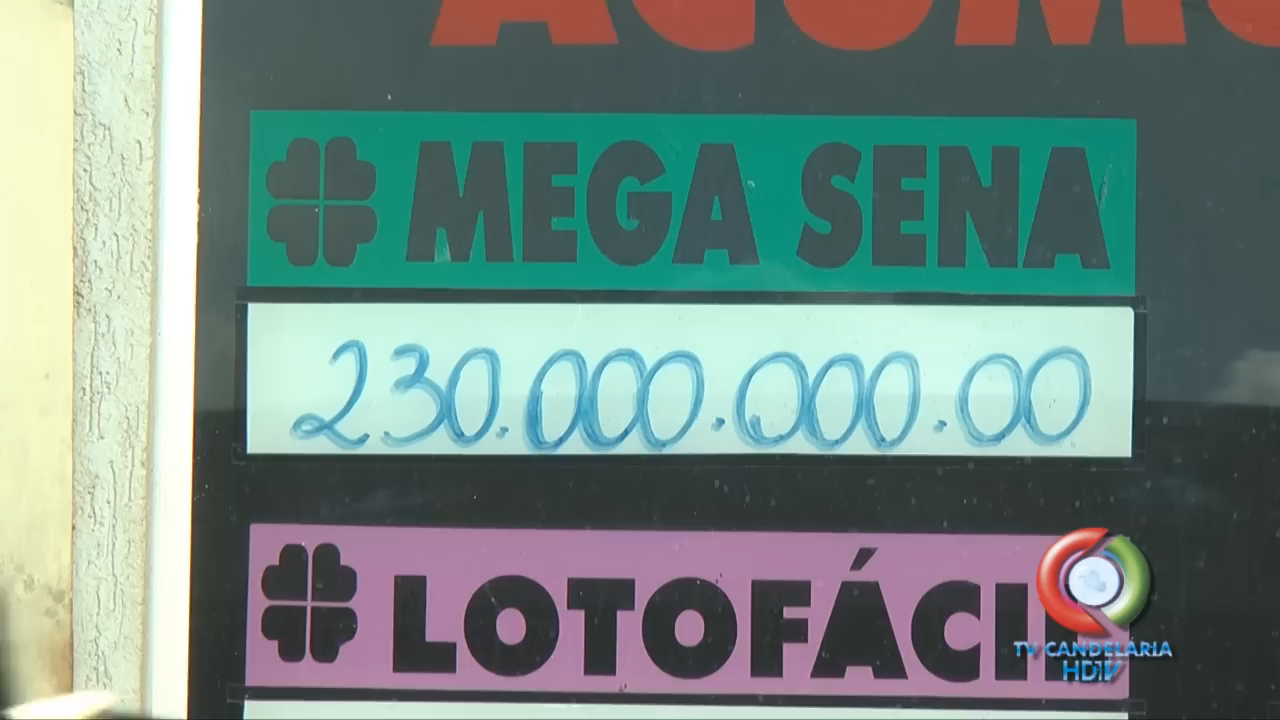 MEGA SENA
230.000.000.00
LOTOFÁCIL
TV CANDELÁRIA
HDTV